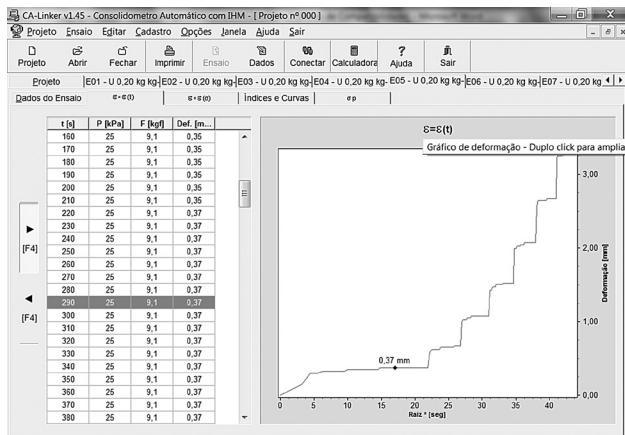 CA-Linker v1.45 - Consolidometro Automático com IHM - [ Projeto nº 000 ]
Projeto Ensaio Editar Cadastro Opções Janela Ajuda Sair
Projeto Abrir Fechar Imprimir Ensaio Dados Conectar Calculadora Ajuda Sair
Projeto E01 - U 0,20 kg kg- E02 - U 0,20 kg kg- E03 - U 0,20 kg kg- E04 - U 0,20 kg kg- E05 - U 0,20 kg kg- E06 - U 0,20 kg kg- E07 - U 0,20 kg
Dados do Ensaio ε=ε(t) ε=ε(σ) Índices e Curvas σp
t [s] P [kPa] F [kgf] Def. [m...
160 25 9,1 0,35
170 25 9,1 0,35
180 25 9,1 0,35
190 25 9,1 0,35
200 25 9,1 0,35
210 25 9,1 0,35
220 25 9,1 0,37
230 25 9,1 0,37
240 25 9,1 0,37
250 25 9,1 0,37
260 25 9,1 0,37
270 25 9,1 0,37
280 25 9,1 0,37
290 25 9,1 0,37
300 25 9,1 0,37
310 25 9,1 0,37
320 25 9,1 0,37
330 25 9,1 0,37
340 25 9,1 0,37
350 25 9,1 0,37
360 25 9,1 0,37
370 25 9,1 0,37
380 25 9,1 0,37
[F4]
[F4]
ε=ε(t)
Gráfico de deformação - Duplo click para amplia
3,00
2,00
1,00
0,00
Deformação [mm]
0,37 mm
0 5 10 15 20 25 30 35 40
Raiz ² [seg]